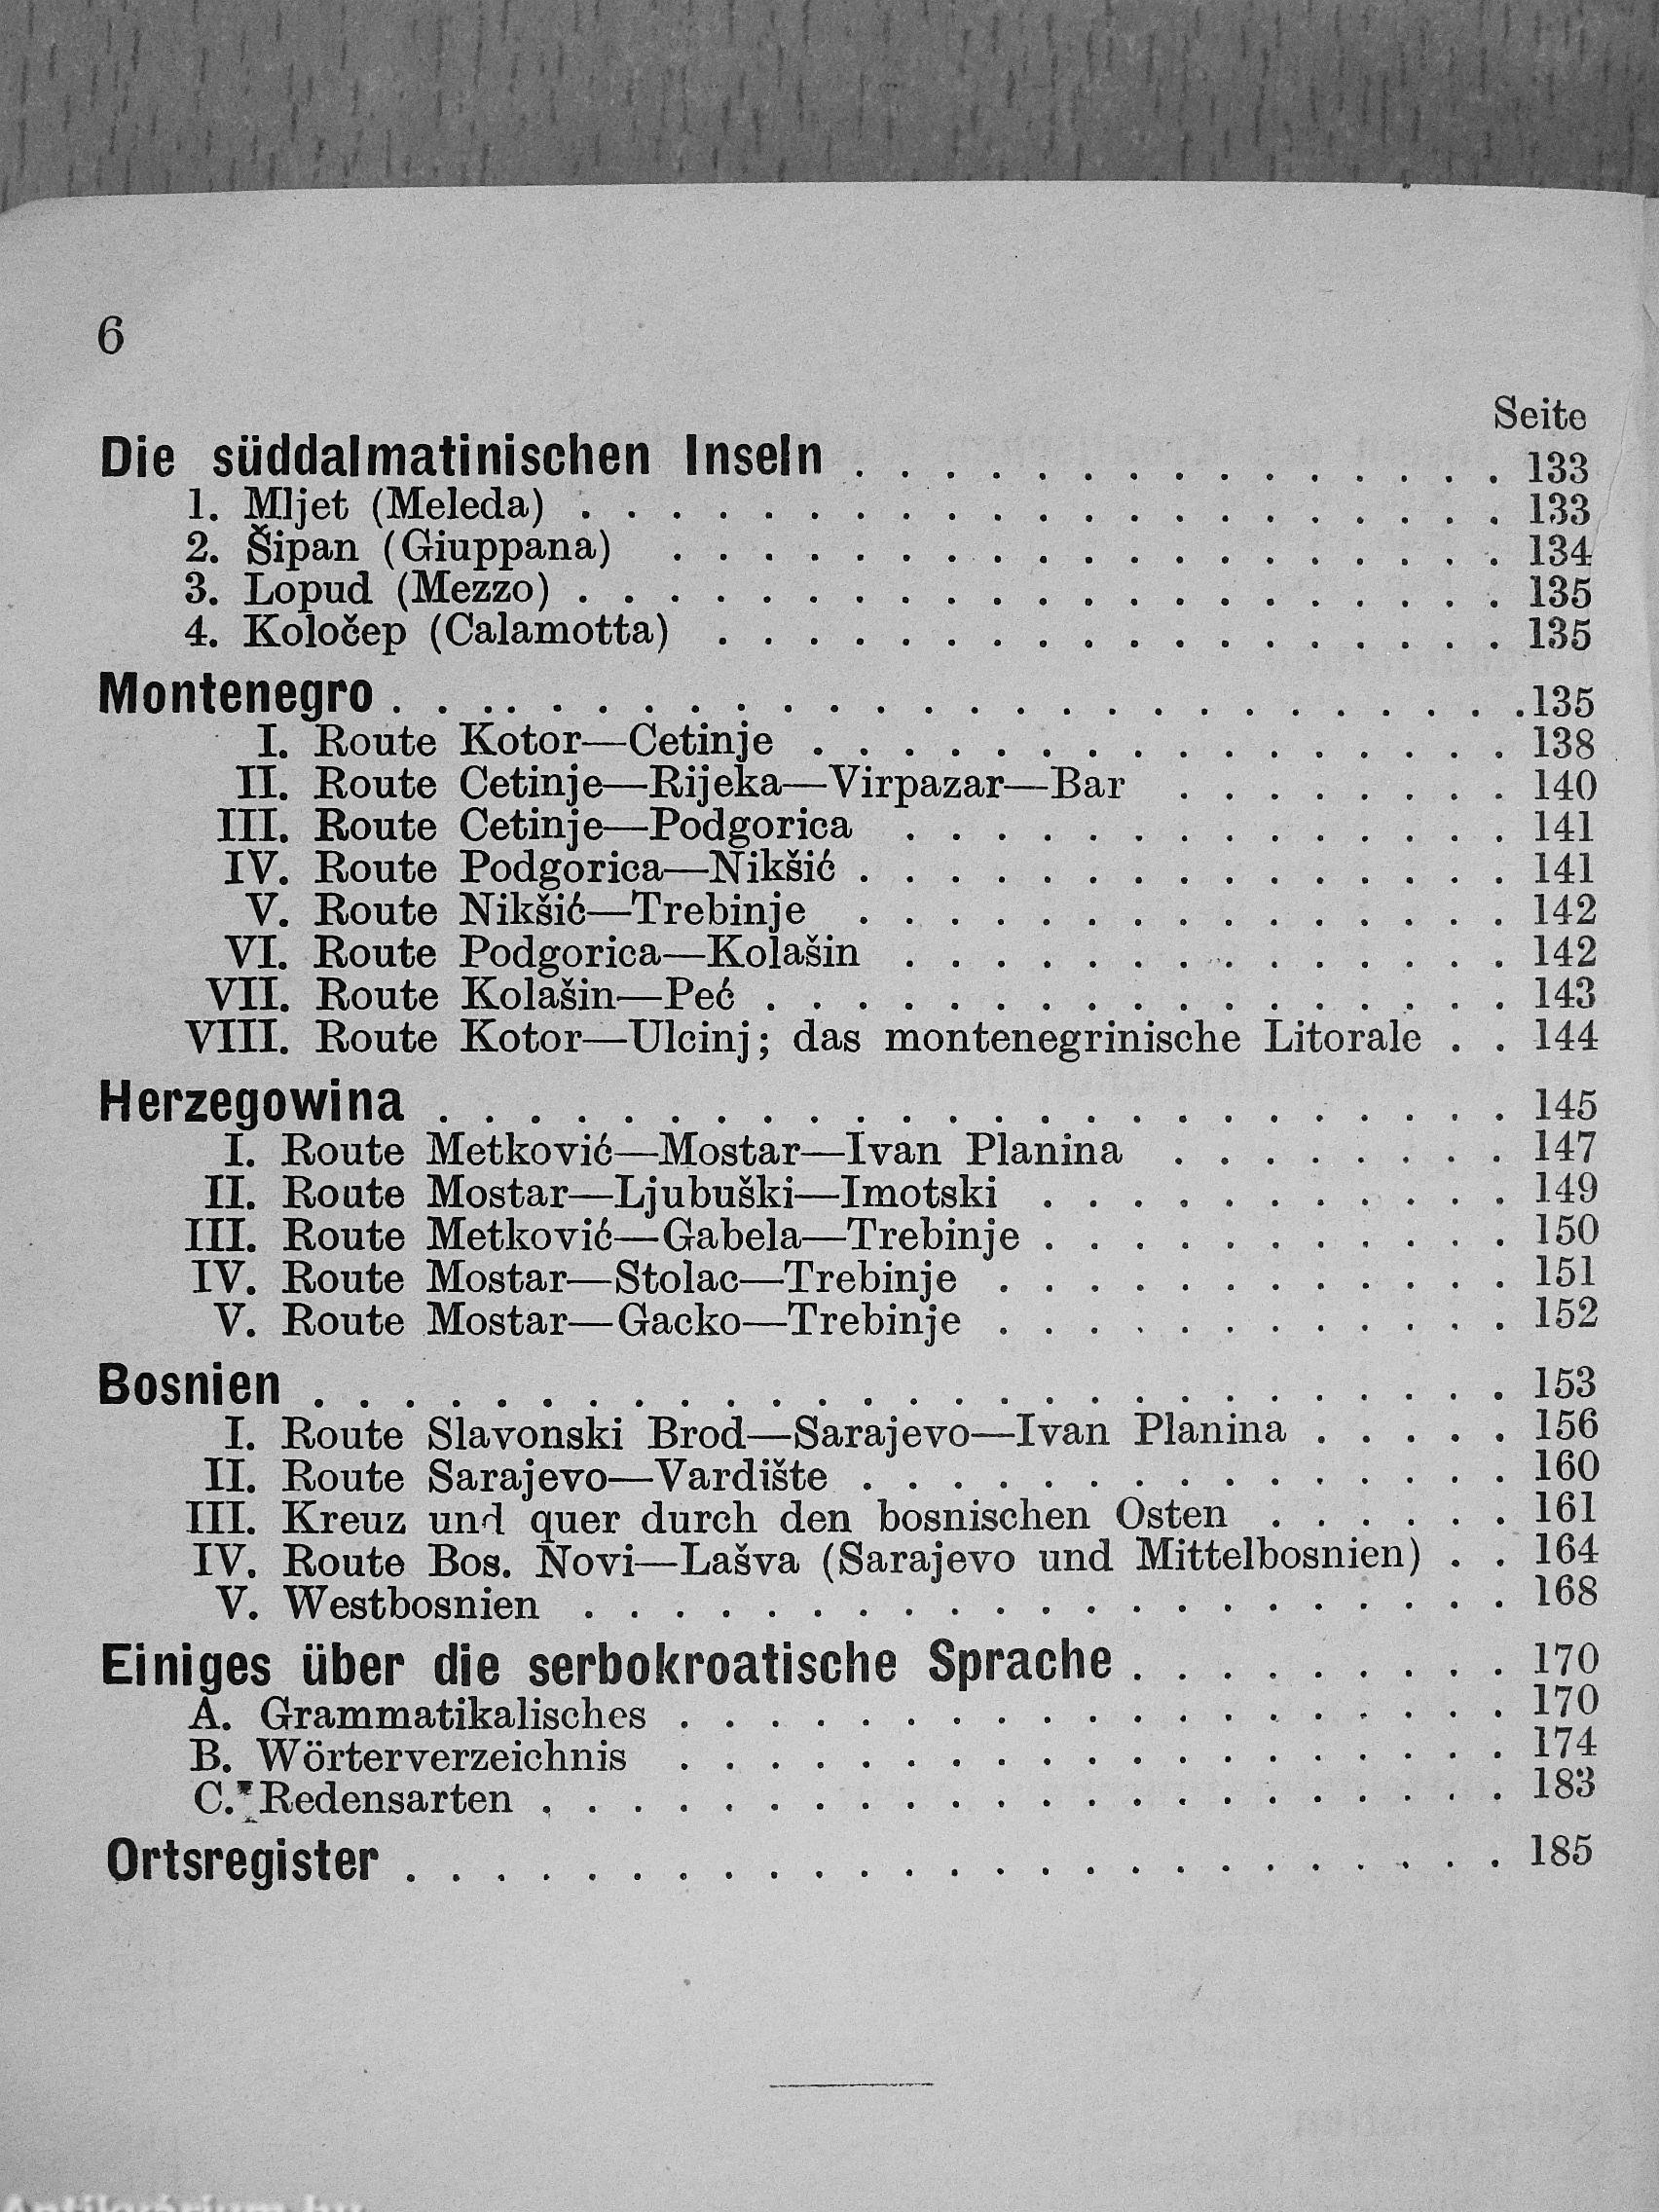 6
Seite
Die süddalmatinischen Inseln . . . . . . . . . . . . . . . 133
1. Mljet (Meleda) . . . . . . . . . . . . . . . . . . . . . 133
2. Šipan (Giuppana) . . . . . . . . . . . . . . . . . . . 134
3. Lopud (Mezzo) . . . . . . . . . . . . . . . . . . . . . 135
4. Koločep (Calamotta) . . . . . . . . . . . . . . . . . . 135
Montenegro . . . . . . . . . . . . . . . . . . . . . . . . 135
I. Route Kotor—Cetinje . . . . . . . . . . . . . . . . 138
II. Route Cetinje—Rijeka—Virpazar—Bar . . . . . . . . 140
III. Route Cetinje—Podgorica . . . . . . . . . . . . . . 141
IV. Route Podgorica—Nikšić . . . . . . . . . . . . . . . 141
V. Route Nikšić—Trebinje . . . . . . . . . . . . . . . 142
VI. Route Podgorica—Kolašin . . . . . . . . . . . . . . 142
VII. Route Kolašin—Peć . . . . . . . . . . . . . . . . . 143
VIII. Route Kotor—Ulcinj; das montenegrinische Litorale . . 144
Herzegowina . . . . . . . . . . . . . . . . . . . . . . . . 145
I. Route Metković—Mostar—Ivan Planina . . . . . . . . 147
II. Route Mostar—Ljubuški—Imotski . . . . . . . . . . . 149
III. Route Metković—Gabela—Trebinje . . . . . . . . . . . 150
IV. Route Mostar—Stolac—Trebinje . . . . . . . . . . . . 151
V. Route Mostar—Gacko—Trebinje . . . . . . . . . . . . 152
Bosnien . . . . . . . . . . . . . . . . . . . . . . . . . . 153
I. Route Slavonski Brod—Sarajevo—Ivan Planina . . . . . 156
II. Route Sarajevo—Vardište . . . . . . . . . . . . . . . 160
III. Kreuz und quer durch den bosnischen Osten . . . . . . 161
IV. Route Bos. Novi—Lašva (Sarajevo und Mittelbosnien) . . 164
V. Westbosnien . . . . . . . . . . . . . . . . . . . . . 168
Einiges über die serbokroatische Sprache . . . . . . . . . 170
A. Grammatikalisches . . . . . . . . . . . . . . . . . . . 170
B. Wörterverzeichnis . . . . . . . . . . . . . . . . . . . 174
C. Redensarten . . . . . . . . . . . . . . . . . . . . . . 183
Ortsregister . . . . . . . . . . . . . . . . . . . . . . . . 185